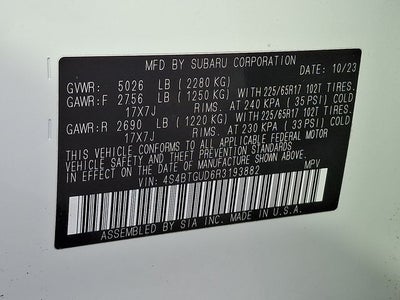 MFD BY SUBARU CORPORATION
DATE: 10/23
GVWR: 5026 LB (2280 KG)
GAWR:F 2756 LB (1250 KG) WITH 225/65R17 102T TIRES,
17X7J RIMS, AT 240 KPA (35 PSI) COLD
GAWR:R 2690 LB (1220 KG) WITH 225/65R17 102T TIRES,
17X7J RIMS, AT 230 KPA (33 PSI) COLD
THIS VEHICLE CONFORMS TO ALL APPLICABLE FEDERAL MOTOR
VEHICLE SAFETY AND THEFT PREVENTION STANDARDS
IN EFFECT ON THE DATE OF MANUFACTURE SHOWN ABOVE.
VIN: 4S4BTGUD6R3193882 MPV
ASSEMBLED BY SIA INC. MADE IN U.S.A.